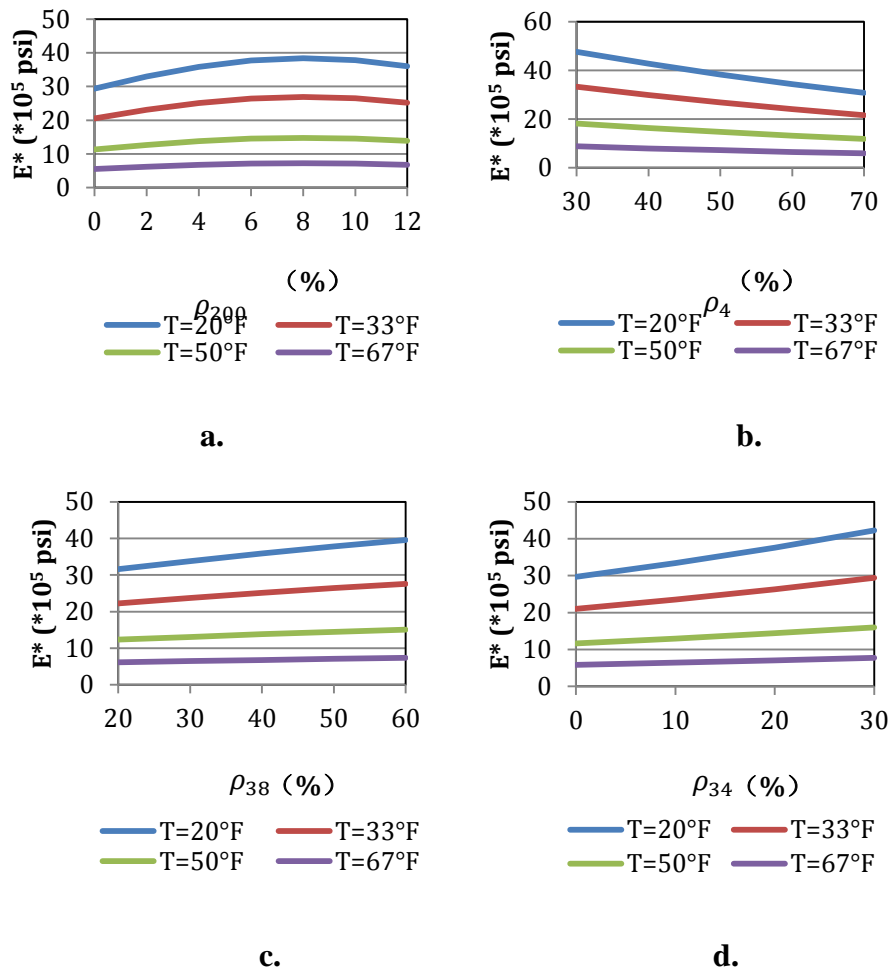 50
40
30
20
10
0
E* (*10⁵ psi)
0 2 4 6 8 10 12
ρ₂₀₀ （%）
T=20°F T=33°F
T=50°F T=67°F
a.
60
40
20
0
E* (*10⁵ psi)
30 40 50 60 70
ρ₄ （%）
T=20°F T=33°F
T=50°F T=67°F
b.
50
40
30
20
10
0
E* (*10⁵ psi)
20 30 40 50 60
ρ₃₈（%）
T=20°F T=33°F
T=50°F T=67°F
c.
50
40
30
20
10
0
E* (*10⁵ psi)
0 10 20 30
ρ₃₄（%）
T=20°F T=33°F
T=50°F T=67°F
d.